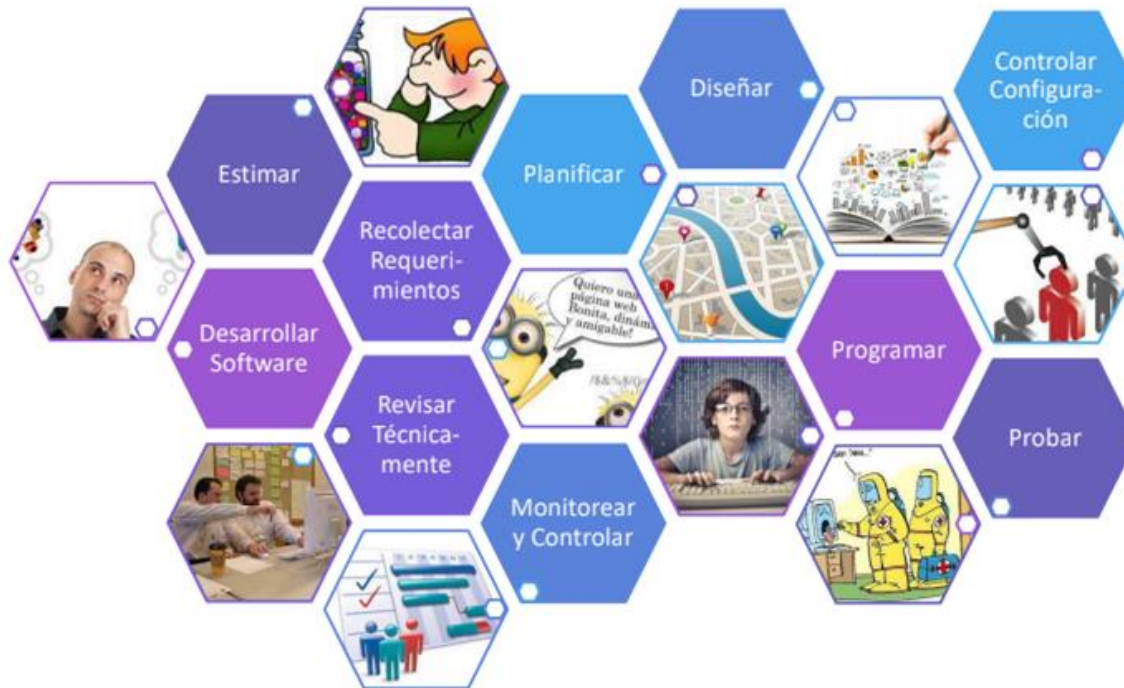 Estimar
Recolectar
Requeri-
mientos
Desarrollar
Software
Revisar
Técnica-
mente
Planificar
Quiero una
página web
Bonita, dinám
y amigable!
Monitorear
y Controlar
Diseñar
Programar
Controlar
Configura-
ción
Probar